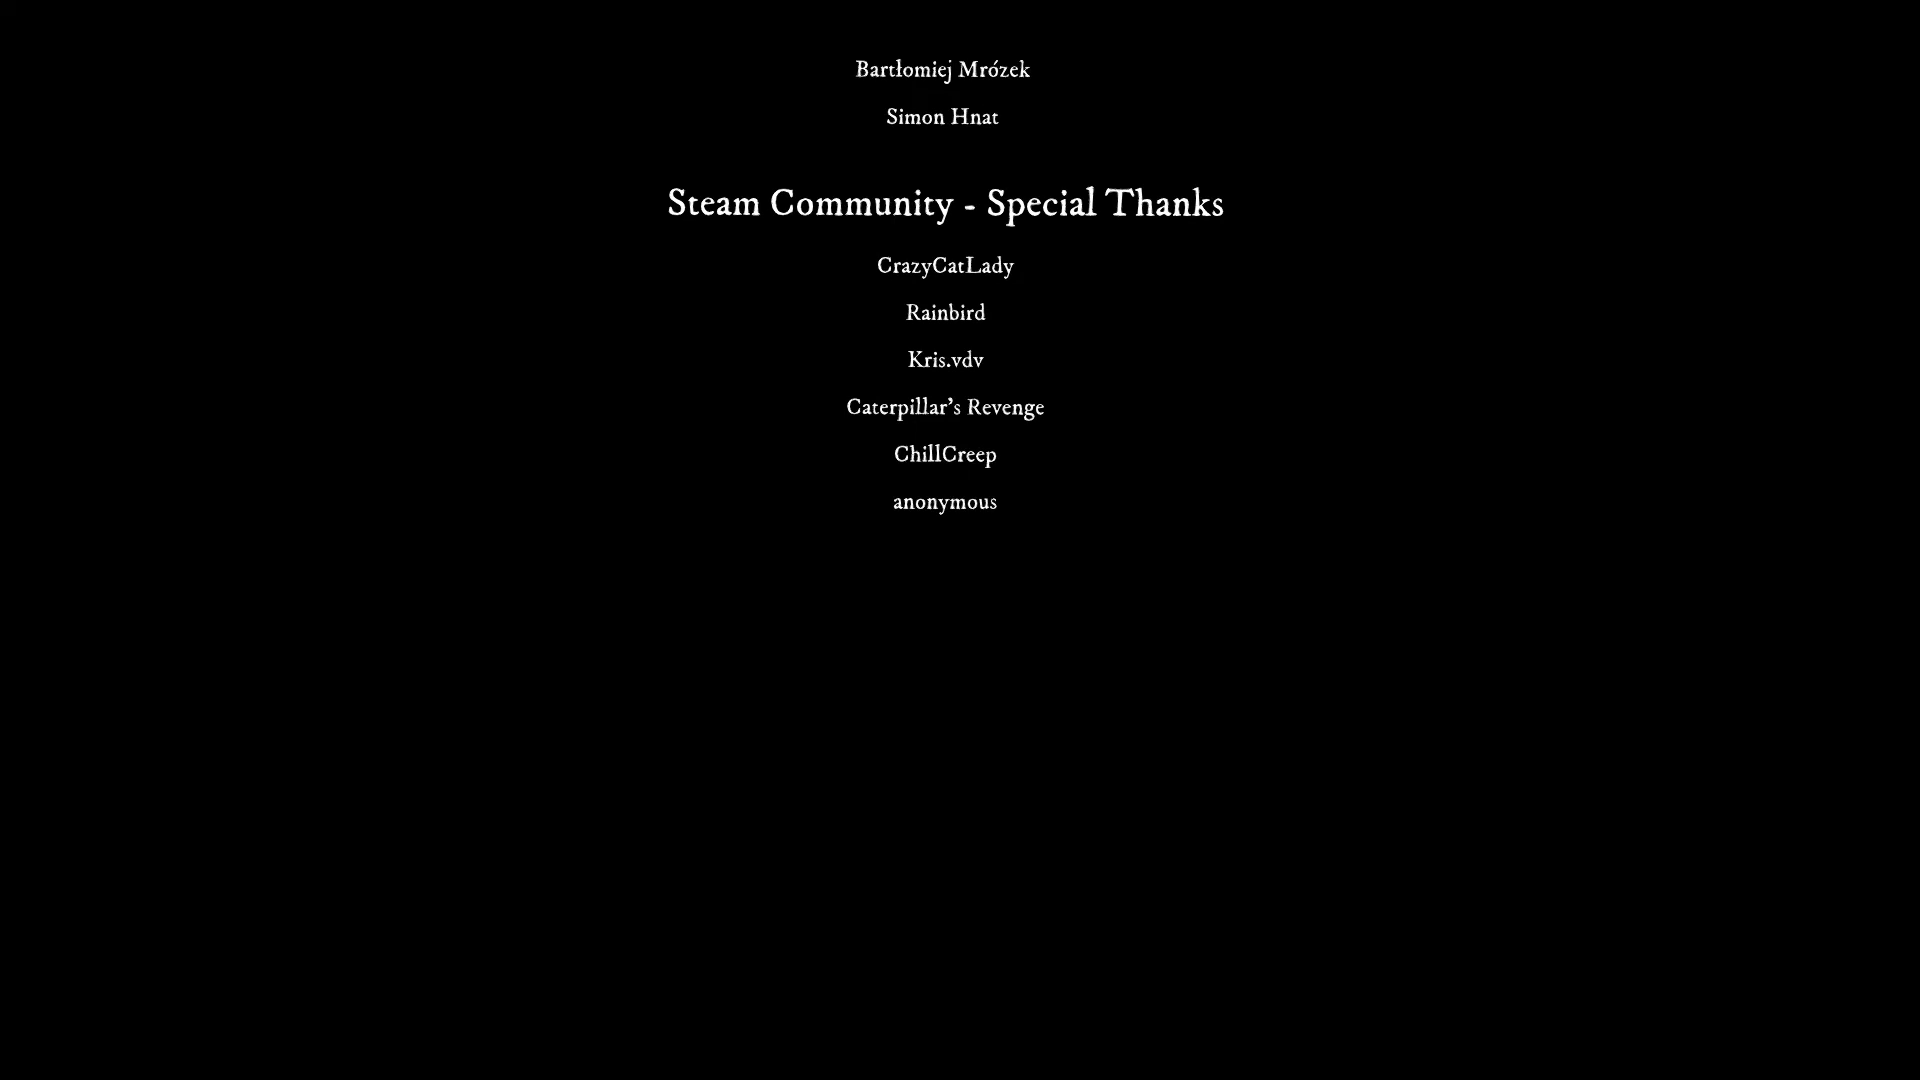 Bartłomiej Mrózek
Simon Hnat
Steam Community - Special Thanks
CrazyCatLady
Rainbird
Kris.vdv
Caterpillar’s Revenge
ChillCreep
anonymous